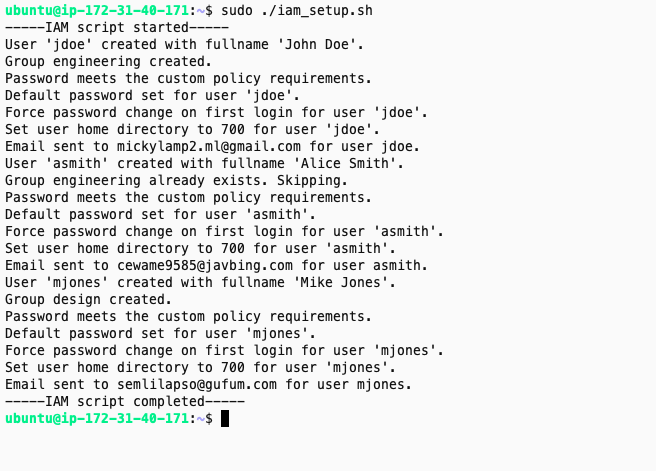 ubuntu@ip-172-31-40-171:~$ sudo ./iam_setup.sh
-----IAM script started-----
User 'jdoe' created with fullname 'John Doe'.
Group engineering created.
Password meets the custom policy requirements.
Default password set for user 'jdoe'.
Force password change on first login for user 'jdoe'.
Set user home directory to 700 for user 'jdoe'.
Email sent to mickylamp2.ml@gmail.com for user jdoe.
User 'asmith' created with fullname 'Alice Smith'.
Group engineering already exists. Skipping.
Password meets the custom policy requirements.
Default password set for user 'asmith'.
Force password change on first login for user 'asmith'.
Set user home directory to 700 for user 'asmith'.
Email sent to cewame9585@javbing.com for user asmith.
User 'mjones' created with fullname 'Mike Jones'.
Group design created.
Password meets the custom policy requirements.
Default password set for user 'mjones'.
Force password change on first login for user 'mjones'.
Set user home directory to 700 for user 'mjones'.
Email sent to semlilapso@gufum.com for user mjones.
-----IAM script completed-----
ubuntu@ip-172-31-40-171:~$